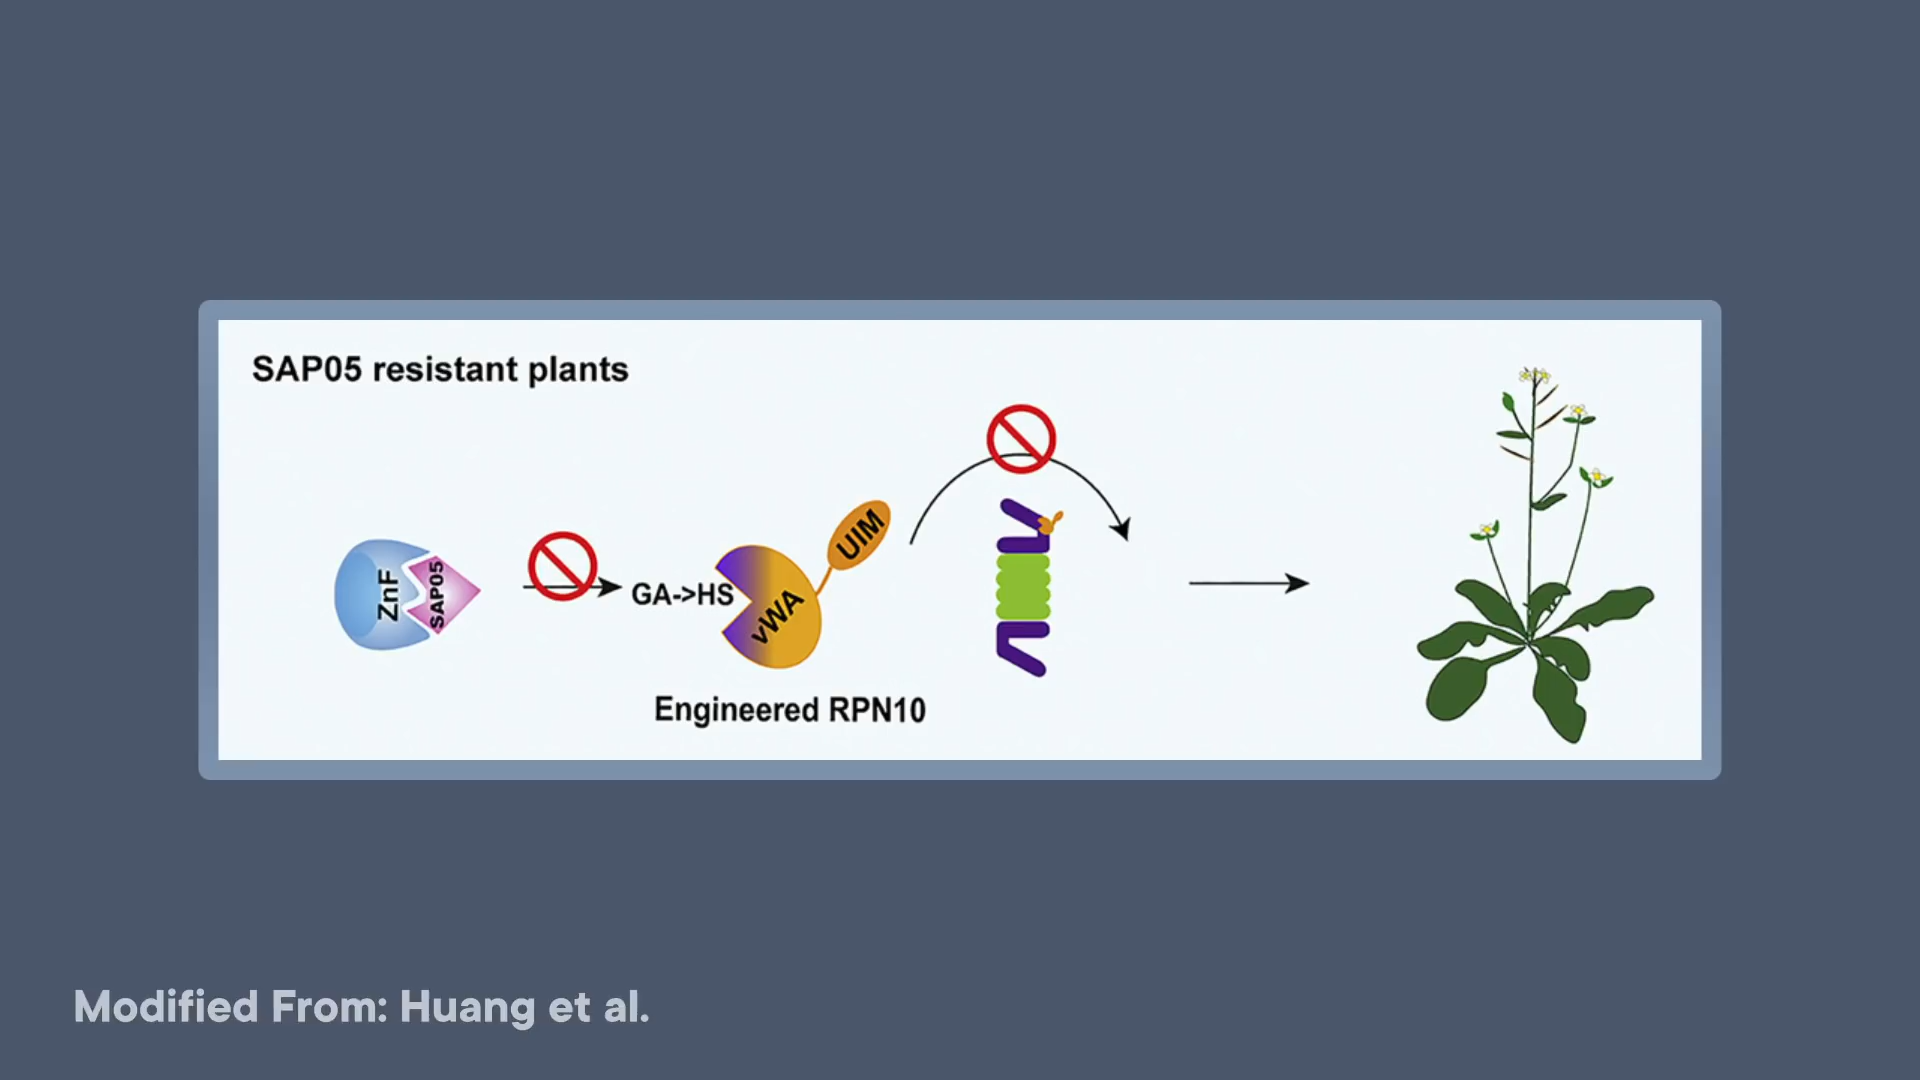 SAP05 resistant plants
ZnF
SAP05
GA->HS
vWA
UIM
Engineered RPN10
Modified From: Huang et al.